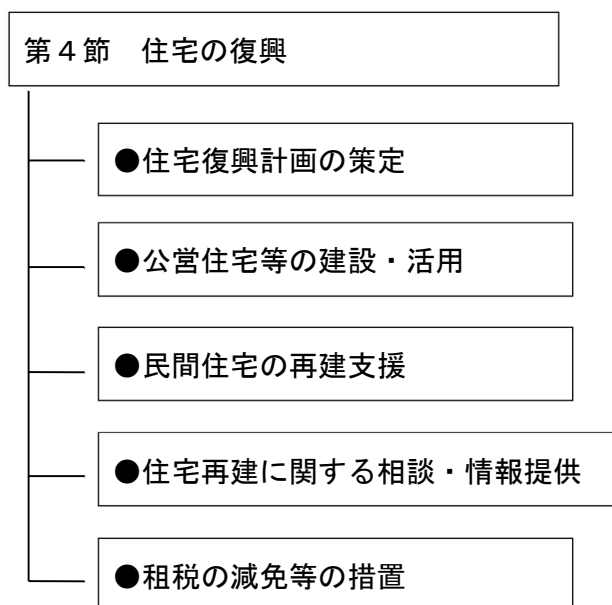 第４節　住宅の復興
●住宅復興計画の策定
●公営住宅等の建設・活用
●民間住宅の再建支援
●住宅再建に関する相談・情報提供
●租税の減免等の措置